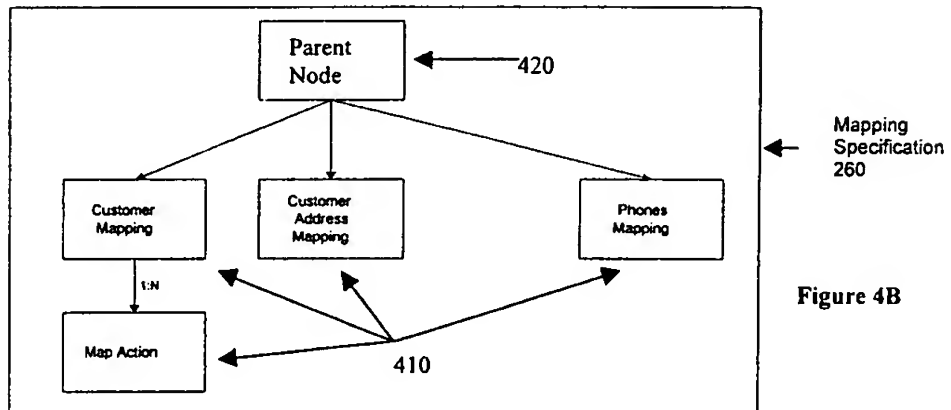 Parent
Node
420
Mapping
Specification
260
Customer
Mapping
Customer
Address
Mapping
Phones
Mapping
1:N
Figure 4B
Map Action
410